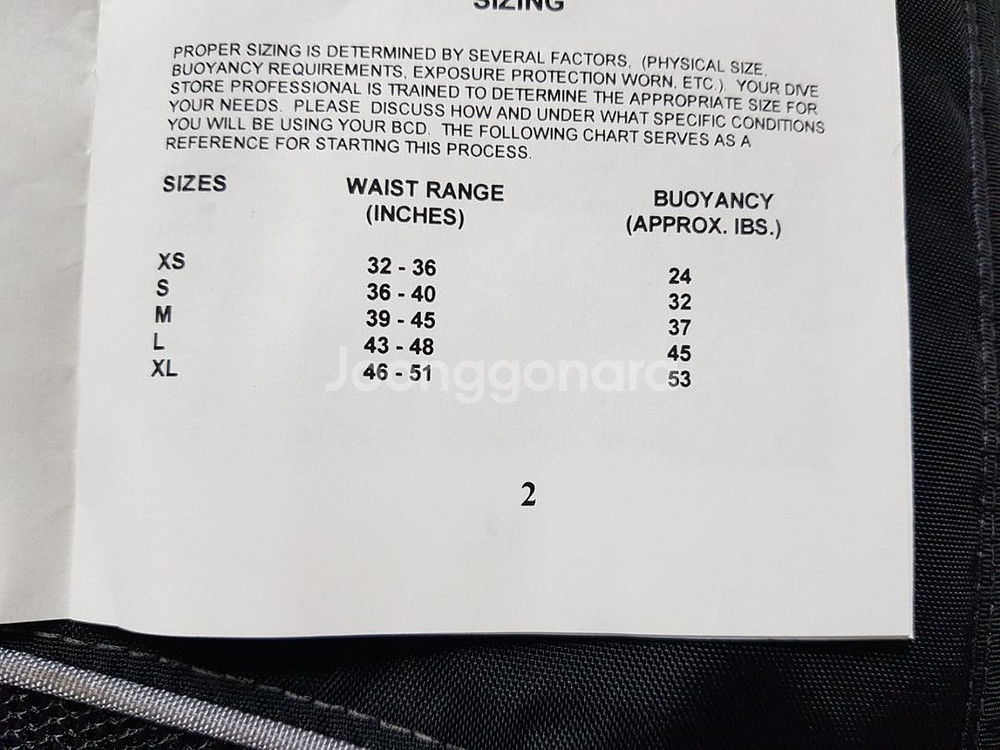 SIZING
PROPER SIZING IS DETERMINED BY SEVERAL FACTORS, (PHYSICAL SIZE,
BUOYANCY REQUIREMENTS, EXPOSURE PROTECTION WORN, ETC.). YOUR DIVE
STORE PROFESSIONAL IS TRAINED TO DETERMINE THE APPROPRIATE SIZE FOR
YOUR NEEDS. PLEASE DISCUSS HOW AND UNDER WHAT SPECIFIC CONDITIONS
YOU WILL BE USING YOUR BCD. THE FOLLOWING CHART SERVES AS A
REFERENCE FOR STARTING THIS PROCESS.
SIZES WAIST RANGE BUOYANCY
(INCHES) (APPROX. IBS.)
XS 32 - 36 24
S 36 - 40 32
M 39 - 45 37
L 43 - 48 45
XL 46 - 51 53
Joonggonara
2